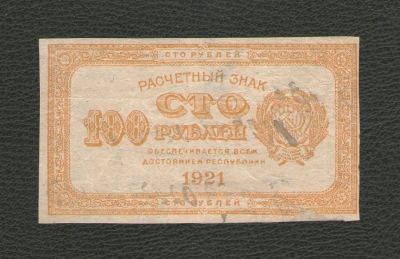 СТО РУБЛЕЙ
РАСЧЕТНЫЙ ЗНАК
СТО
100 РУБЛЕЙ
ОБЕСПЕЧИВАЕТСЯ ВСЕМ
ДОСТОЯНИЕМ РЕСПУБЛИКИ
1921
СТО РУБЛЕЙ